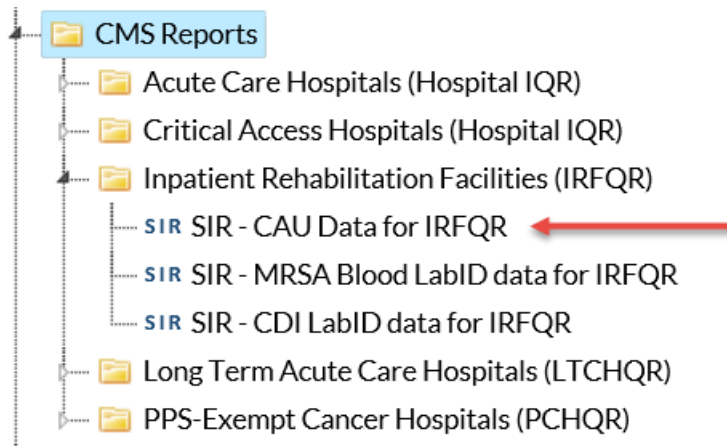 CMS Reports
Acute Care Hospitals (Hospital IQR)
Critical Access Hospitals (Hospital IQR)
Inpatient Rehabilitation Facilities (IRFQR)
SIR SIR - CAU Data for IRFQR
SIR SIR - MRSA Blood LabID data for IRFQR
SIR SIR - CDI LabID data for IRFQR
Long Term Acute Care Hospitals (LTCHQR)
PPS-Exempt Cancer Hospitals (PCHQR)